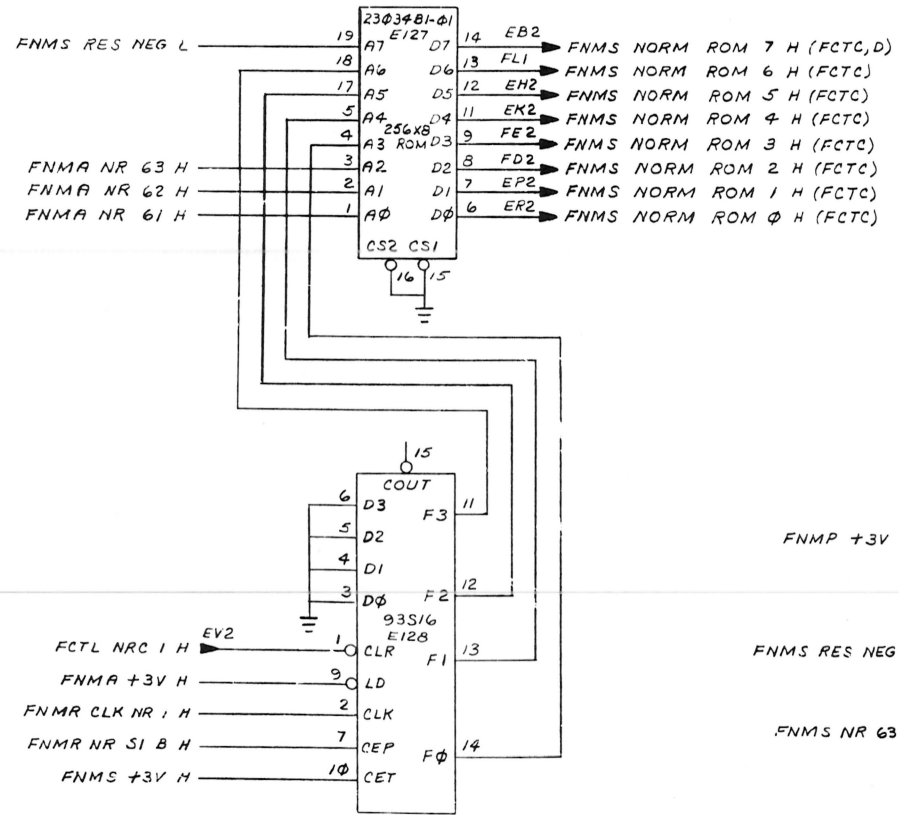 23Ø34B1-Ø1
E127
FNMS RES NEG L 19 A7 D7 14 EB2 FNMS NORM ROM 7 H (FCTC,D)
18 A6 D6 13 FL1 FNMS NORM ROM 6 H (FCTC)
17 A5 D5 12 EH2 FNMS NORM ROM 5 H (FCTC)
5 A4 D4 11 EK2 FNMS NORM ROM 4 H (FCTC)
256X8
4 A3 ROM D3 9 FE2 FNMS NORM ROM 3 H (FCTC)
FNMA NR 63 H 3 A2 D2 8 FD2 FNMS NORM ROM 2 H (FCTC)
FNMA NR 62 H 2 A1 D1 7 EP2 FNMS NORM ROM 1 H (FCTC)
FNMA NR 61 H 1 AØ DØ 6 ER2 FNMS NORM ROM Ø H (FCTC)
CS2 CS1
16 15
15
COUT
6 D3 F3 11
5 D2
4 D1
3 DØ F2 12
93S16
E128
FCTL NRC 1 H EV2 1 CLR F1 13
FNMA +3V H 9 LD
FNMR CLK NR 1 H 2 CLK
FNMR NR S1 B H 7 CEP FØ 14
FNMS +3V H 1Ø CET
FNMP +3V
FNMS RES NEG
FNMS NR 63